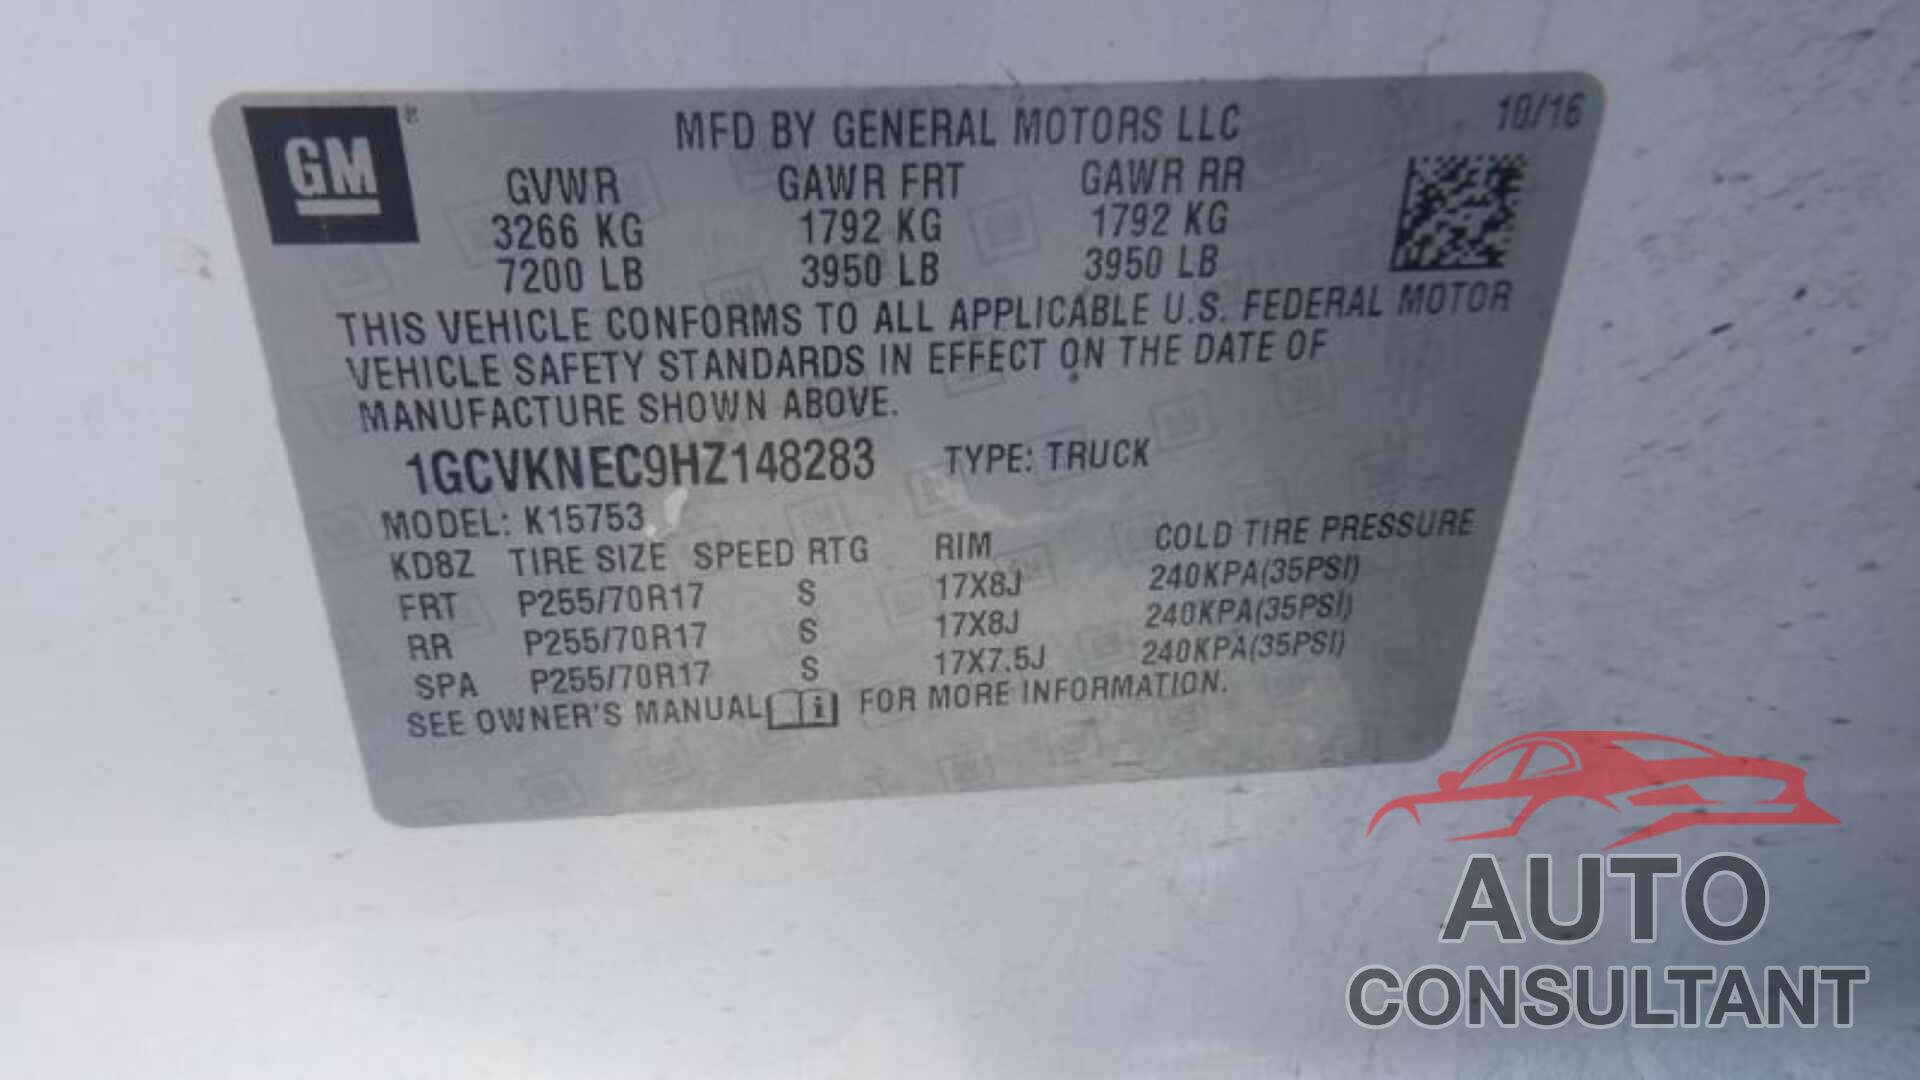 GM
MFD BY GENERAL MOTORS LLC
10/16
GVWR GAWR FRT GAWR RR
3266 KG 1792 KG 1792 KG
7200 LB 3950 LB 3950 LB
THIS VEHICLE CONFORMS TO ALL APPLICABLE U.S. FEDERAL MOTOR
VEHICLE SAFETY STANDARDS IN EFFECT ON THE DATE OF
MANUFACTURE SHOWN ABOVE.
1GCVKNEC9HZ148283 TYPE: TRUCK
MODEL: K15753
KD8Z TIRE SIZE SPEED RTG RIM COLD TIRE PRESSURE
FRT P255/70R17 S 17X8J 240KPA(35PSI)
RR P255/70R17 S 17X8J 240KPA(35PSI)
SPA P255/70R17 S 17X7.5J 240KPA(35PSI)
SEE OWNER'S MANUAL FOR MORE INFORMATION.
AUTO
CONSULTANT